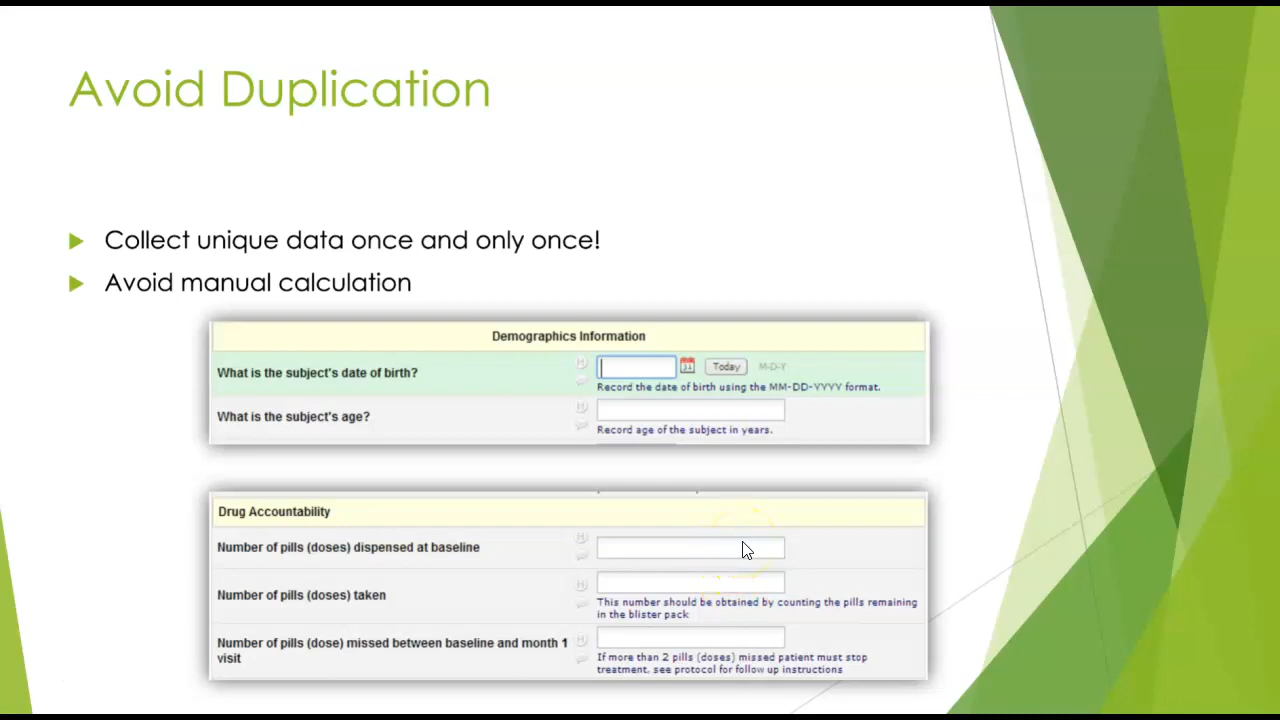 Avoid Duplication
Collect unique data once and only once!
Avoid manual calculation
Demographics Information
What is the subject's date of birth?
H
31
Today
M-D-Y
Record the date of birth using the MM-DD-YYYY format.
What is the subject's age?
H
Record age of the subject in years.
Drug Accountability
Number of pills (doses) dispensed at baseline
H
Number of pills (doses) taken
H
This number should be obtained by counting the pills remaining
in the blister pack
Number of pills (dose) missed between baseline and month 1
visit
H
If more than 2 pills (doses) missed patient must stop
treatment, see protocol for follow up instructions